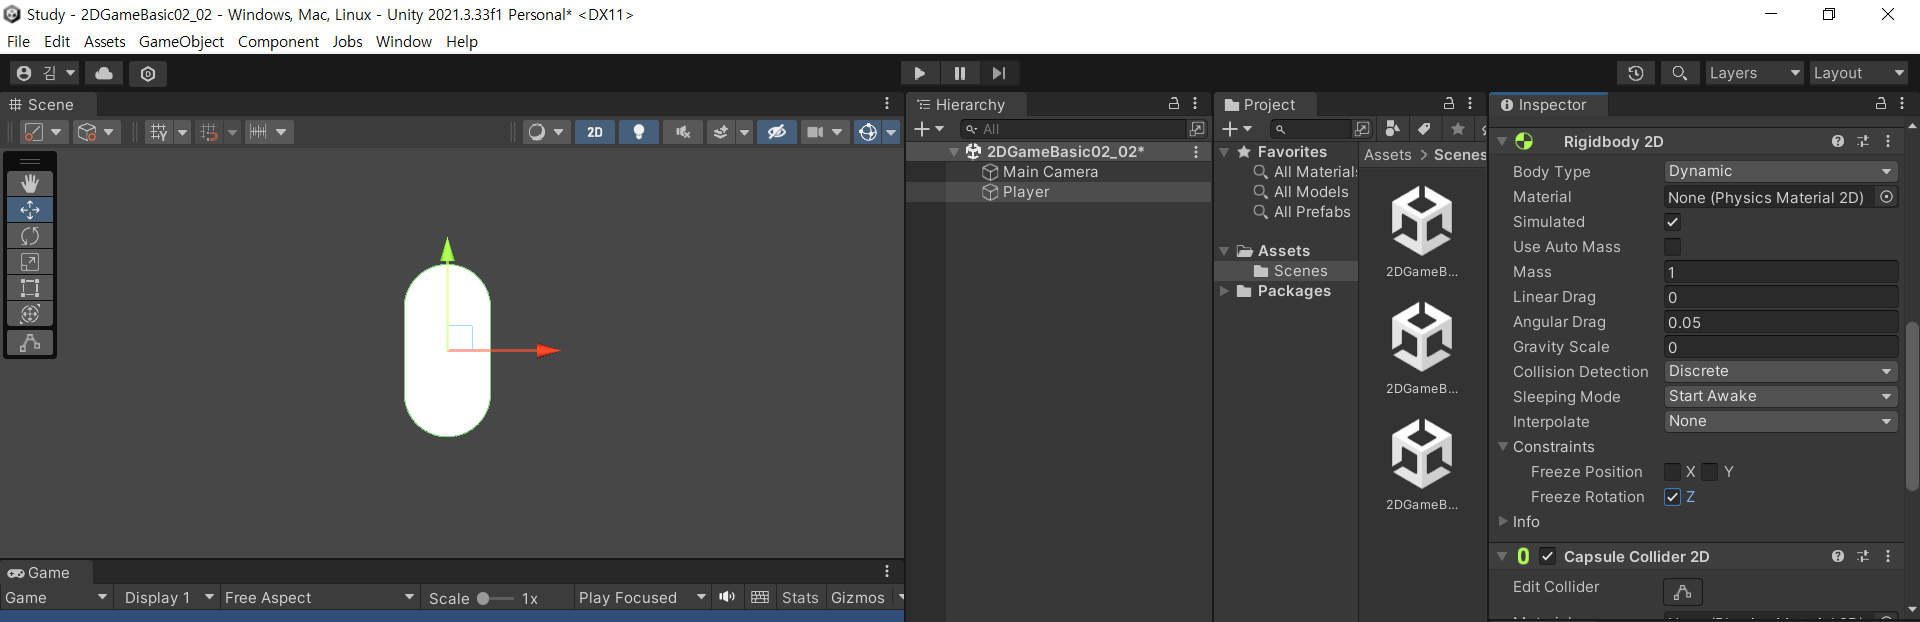 Study - 2DGameBasic02_02 - Windows, Mac, Linux - Unity 2021.3.33f1 Personal* <DX11>
File Edit Assets GameObject Component Jobs Window Help
김
Layers
Layout
Scene
2D
Hierarchy
All
2DGameBasic02_02*
Main Camera
Player
Project
Favorites
All Material
All Models
All Prefabs
Assets
Scenes
Packages
Assets > Scenes
2DGameB...
2DGameB...
2DGameB...
Inspector
Rigidbody 2D
Body Type Dynamic
Material None (Physics Material 2D)
Simulated
Use Auto Mass
Mass 1
Linear Drag 0
Angular Drag 0.05
Gravity Scale 0
Collision Detection Discrete
Sleeping Mode Start Awake
Interpolate None
Constraints
Freeze Position X Y
Freeze Rotation Z
Info
Capsule Collider 2D
Edit Collider
Game
Game Display 1 Free Aspect Scale 1x Play Focused Stats Gizmos